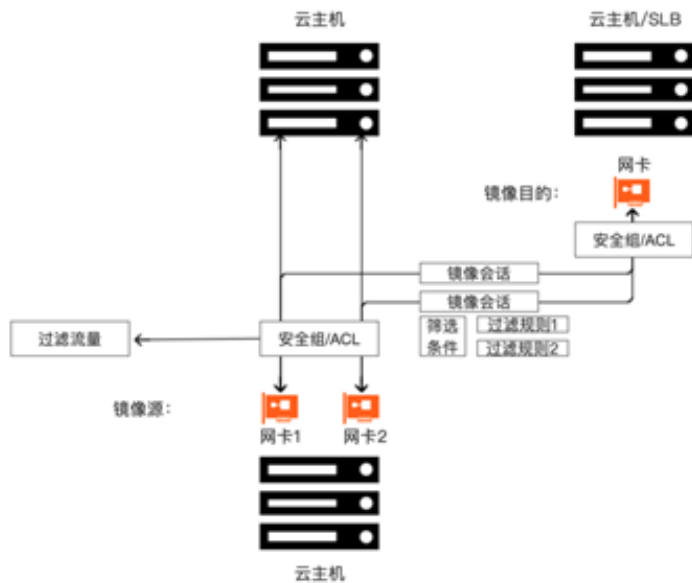 云主机
云主机/SLB
网卡
镜像目的：
安全组/ACL
镜像会话
镜像会话
筛选
条件
过滤规则1
过滤规则2
过滤流量
安全组/ACL
镜像源：
网卡1
网卡2
云主机